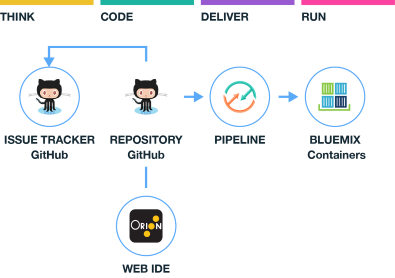 THINK
CODE
DELIVER
RUN
ISSUE TRACKER
GitHub
REPOSITORY
GitHub
PIPELINE
BLUEMIX
Containers
ORION
WEB IDE